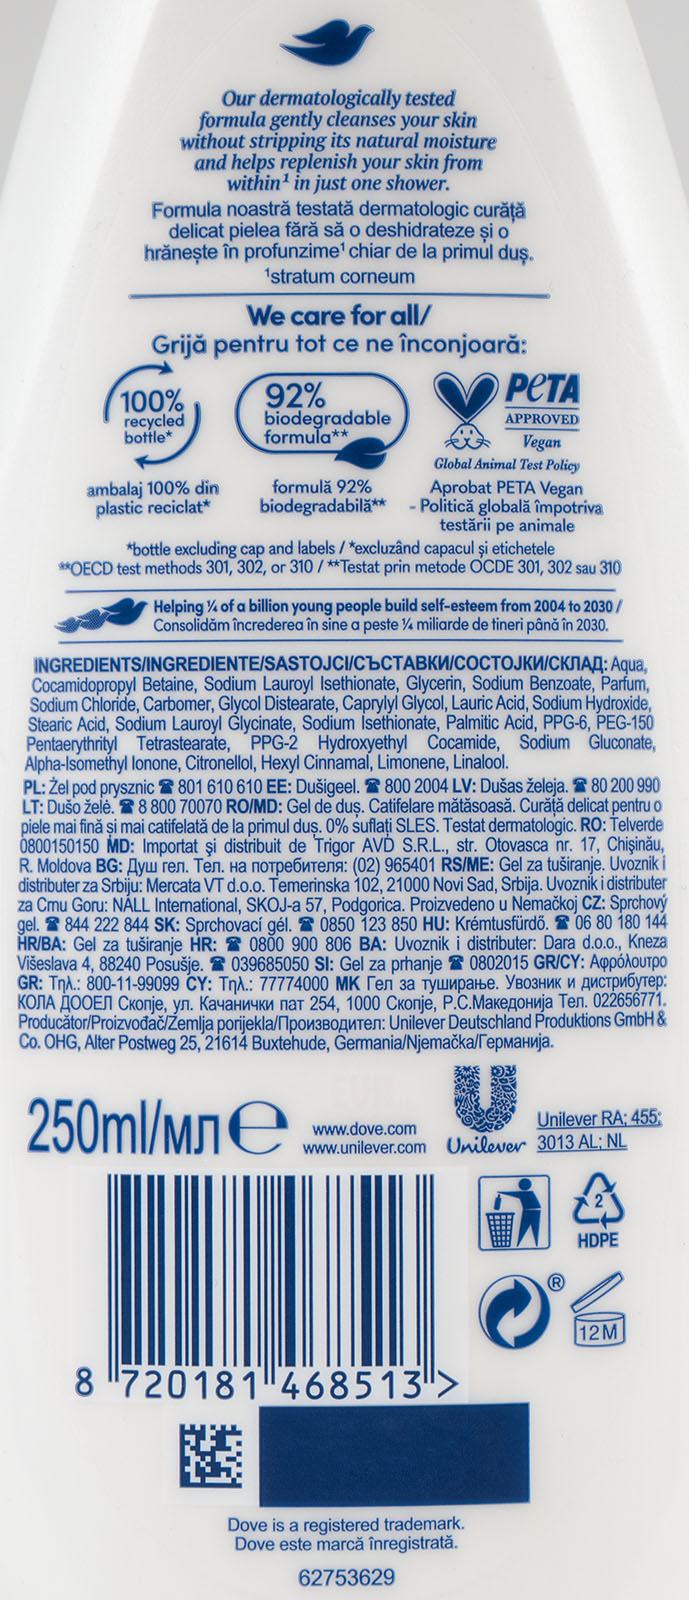 Our dermatologically tested
formula gently cleanses your skin
without stripping its natural moisture
and helps replenish your skin from
within¹ in just one shower.
Formula noastră testată dermatologic curăță
delicat pielea fără să o deshidrateze și o
hrănește în profunzime¹ chiar de la primul duș.
¹stratum corneum
We care for all/
Grijă pentru tot ce ne înconjoară:
100%
recycled
bottle*
ambalaj 100% din
plastic reciclat*
92%
biodegradable
formula**
formulă 92%
biodegradabilă**
PETA
APPROVED
Vegan
Global Animal Test Policy
Aprobat PETA Vegan
- Politică globală împotriva
testării pe animale
*bottle excluding cap and labels / *excluzând capacul și etichetele
**OECD test methods 301, 302, or 310 / **Testat prin metode OCDE 301, 302 sau 310
Helping ¼ of a billion young people build self-esteem from 2004 to 2030 /
Consolidăm încrederea în sine a peste ¼ miliarde de tineri până în 2030.
INGREDIENTS/INGREDIENTE/SASTOJCI/СЪСТАВКИ/СОСТОЈКИ/СКЛАД: Aqua,
Cocamidopropyl Betaine, Sodium Lauroyl Isethionate, Glycerin, Sodium Benzoate, Parfum,
Sodium Chloride, Carbomer, Glycol Distearate, Caprylyl Glycol, Lauric Acid, Sodium Hydroxide,
Stearic Acid, Sodium Lauroyl Glycinate, Sodium Isethionate, Palmitic Acid, PPG-6, PEG-150
Pentaerythrityl Tetrastearate, PPG-2 Hydroxyethyl Cocamide, Sodium Gluconate,
Alpha-Isomethyl Ionone, Citronellol, Hexyl Cinnamal, Limonene, Linalool.
PL: Żel pod prysznic ☎ 801 610 610 EE: Dušigeel. ☎ 800 2004 LV: Dušas želeja. ☎ 80 200 990
LT: Dušo želė. ☎ 8 800 70070 RO/MD: Gel de duș. Catifelare mătăsoasă. Curăță delicat pentru o
piele mai fină și mai catifelată de la primul duș. 0% sulfați SLES. Testat dermatologic. RO: Telverde
0800150150 MD: Importat și distribuit de Trigor AVD S.R.L., str. Otovasca nr. 17, Chișinău,
R. Moldova BG: Душ гел. Тел. на потребителя: (02) 965401 RS/ME: Gel za tuširanje. Uvoznik i
distributer za Srbiju: Mercata VT d.o.o. Temerinska 102, 21000 Novi Sad, Srbija. Uvoznik i distributer
za Crnu Goru: NALL International, SKOJ-a 57, Podgorica. Proizvedeno u Nemačkoj CZ: Sprchový
gel. ☎ 844 222 844 SK: Sprchovací gél. ☎ 0850 123 850 HU: Krémtusfürdő. ☎ 06 80 180 144
HR/BA: Gel za tuširanje HR: ☎ 0800 900 806 BA: Uvoznik i distributer: Dara d.o.o., Kneza
Višeslava 4, 88240 Posušje. ☎ 039685050 SI: Gel za prhanje ☎ 0802015 GR/CY: Αφρόλουτρο
GR: Τηλ.: 800-11-99099 CY: Τηλ.: 77774000 MK Гел за туширање. Увозник и дистрибутер:
КОЛА ДООЕЛ Скопје, ул. Качанички пат 254, 1000 Скопје, Р.С.Македонија Тел. 022656771.
Producător/Proizvođač/Zemlja porijekla/Производител: Unilever Deutschland Produktions GmbH &
Co. OHG, Alter Postweg 25, 21614 Buxtehude, Germania/Njemačka/Германија.
250ml/мл ℮
www.dove.com
www.unilever.com
Unilever
Unilever RA; 455;
3013 AL; NL
2
HDPE
®
12M
8 720181 468513 >
Dove is a registered trademark.
Dove este marcă înregistrată.
62753629